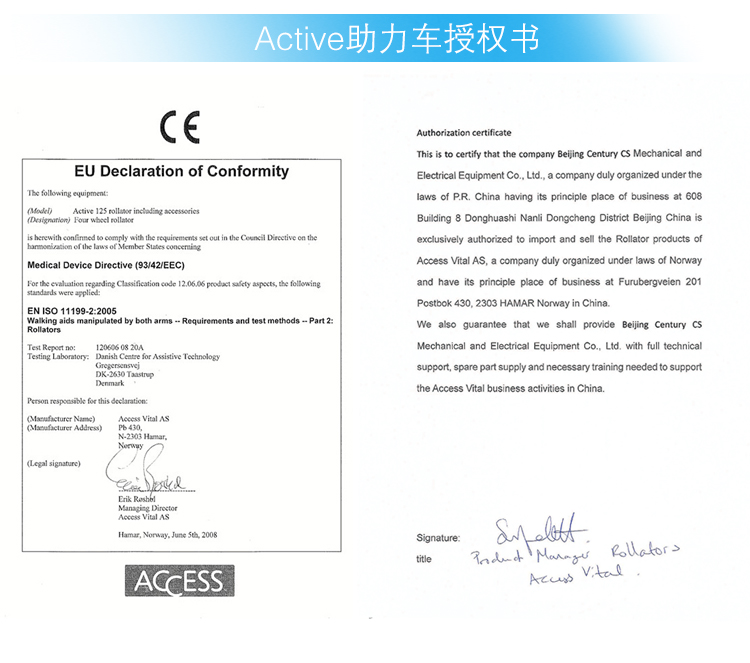 Active助力车授权书
CE
EU Declaration of Conformity
The following equipment:
(Model) Active 125 rollator including accessories
(Designation) Four wheel rollator
is herewith confirmed to comply with the requirements set out in the Council Directive on the
harmonization of the laws of Member States concerning
Medical Device Directive (93/42/EEC)
For the evaluation regarding Classification code 12.06.06 product safety aspects, the following
standards were applied:
EN ISO 11199-2:2005
Walking aids manipulated by both arms -- Requirements and test methods -- Part 2:
Rollators
Test Report no: 120606 08 20A
Testing Laboratory: Danish Centre for Assistive Technology
Gregersensvej
DK-2630 Taastrup
Denmark
Person responsible for this declaration:
(Manufacturer Name) Access Vital AS
(Manufacturer Address) Pb 430,
N-2303 Hamar,
Norway
(Legal signature)
Erik Røshol
Managing Director
Access Vital AS
Hamar, Norway, June 5th, 2008
ACCESS
Authorization certificate
This is to certify that the company Beijing Century CS Mechanical and
Electrical Equipment Co., Ltd., a company duly organized under the
laws of P.R. China having its principle place of business at 608
Building 8 Donghuashi Nanli Dongcheng District Beijing China is
exclusively authorized to import and sell the Rollator products of
Access Vital AS, a company duly organized under laws of Norway
and have its principle place of business at Furubergveien 201
Postbok 430, 2303 HAMAR Norway in China.
We also guarantee that we shall provide Beijing Century CS
Mechanical and Electrical Equipment Co., Ltd. with full technical
support, spare part supply and necessary training needed to support
the Access Vital business activities in China.
Signature:
title Product Manager Rollators
Access Vital.